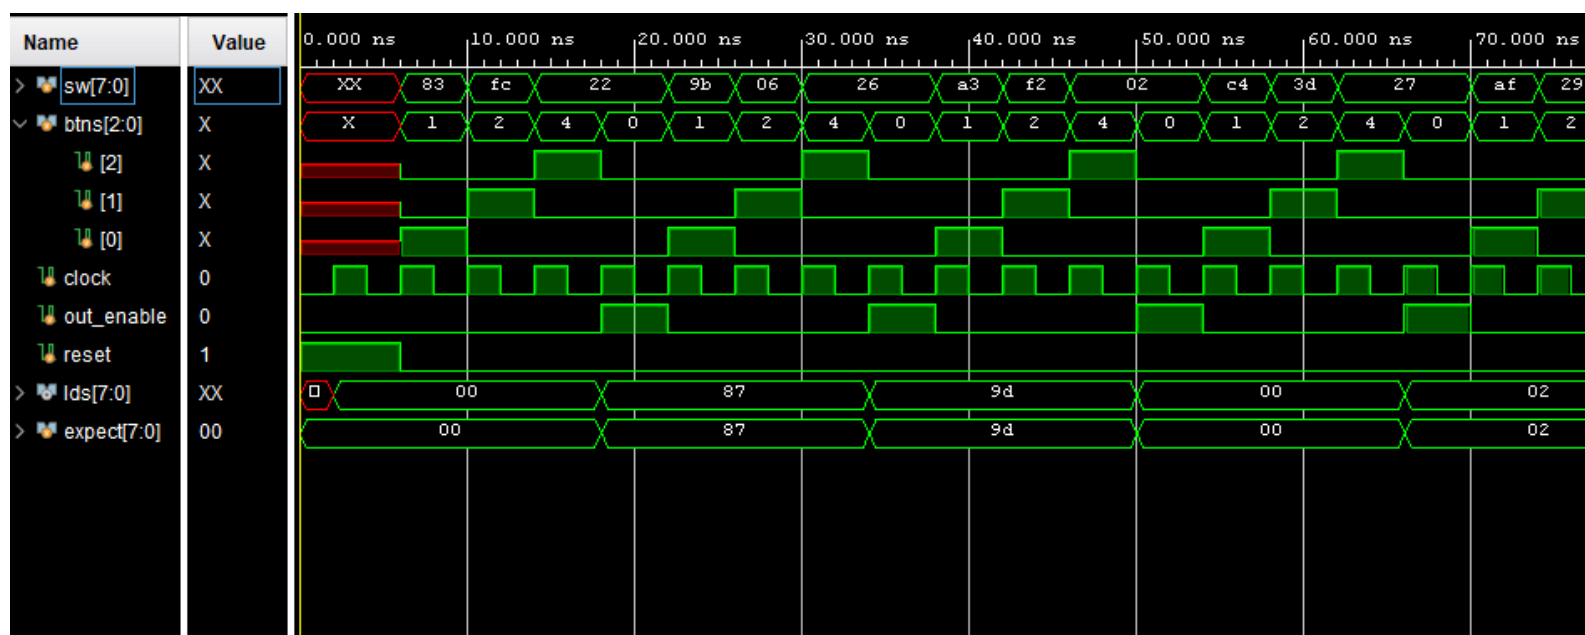 Name Value 0.000 ns 10.000 ns 20.000 ns 30.000 ns 40.000 ns 50.000 ns 60.000 ns 70.000 ns
> sw[7:0] XX XX 83 fc 22 9b 06 26 a3 f2 02 c4 3d 27 af 29
btns[2:0] X X 1 2 4 0 1 2 4 0 1 2 4 0 1 2 4 0 1 2
[2] X
[1] X
[0] X
clock 0
out_enable 0
reset 1
> lds[7:0] XX 00 87 9d 00 02
> expect[7:0] 00 00 87 9d 00 02